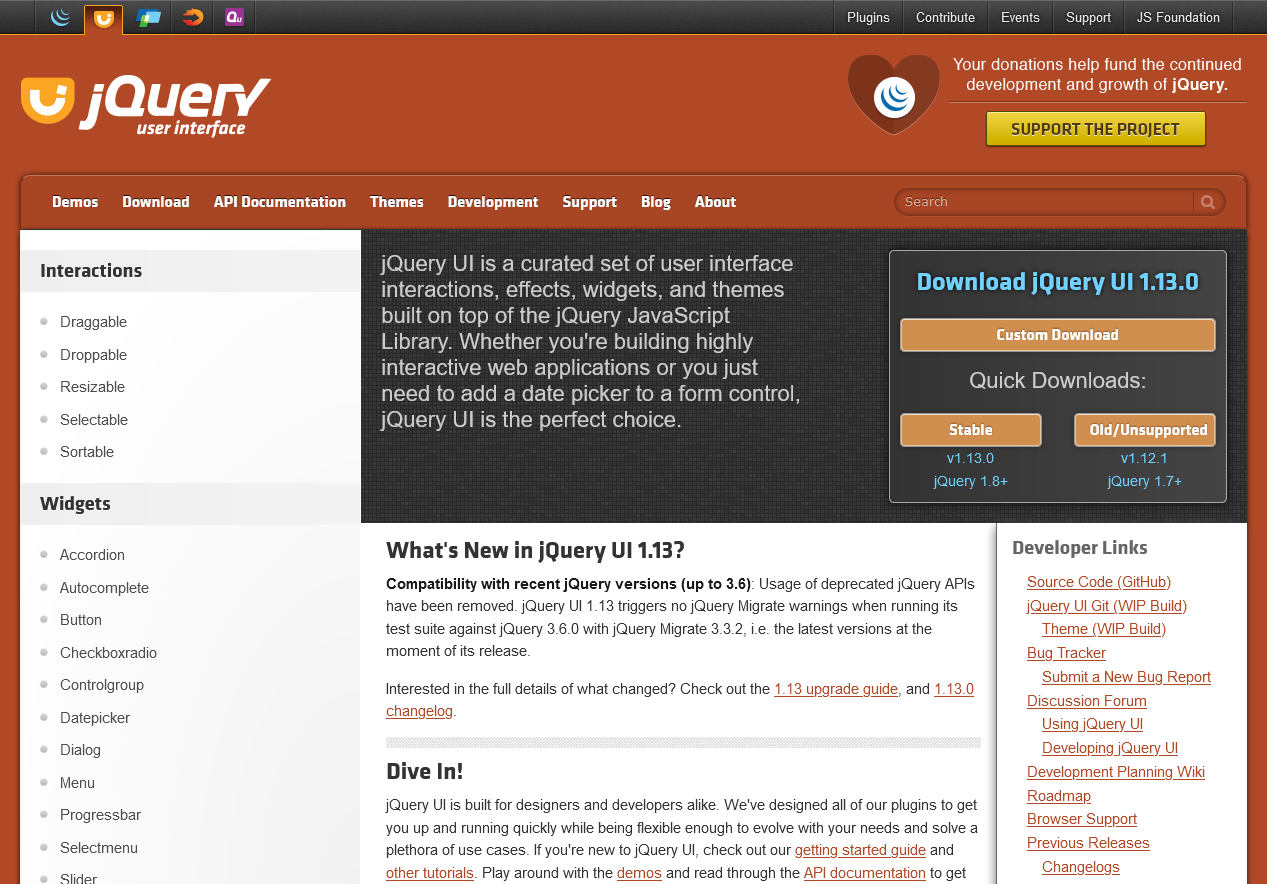 Qu
Plugins
Contribute
Events
Support
JS Foundation
jQuery
user interface
Your donations help fund the continued
development and growth of jQuery.
SUPPORT THE PROJECT
Demos
Download
API Documentation
Themes
Development
Support
Blog
About
Search
Interactions
Draggable
Droppable
Resizable
Selectable
Sortable
Widgets
Accordion
Autocomplete
Button
Checkboxradio
Controlgroup
Datepicker
Dialog
Menu
Progressbar
Selectmenu
Slider
jQuery UI is a curated set of user interface
interactions, effects, widgets, and themes
built on top of the jQuery JavaScript
Library. Whether you're building highly
interactive web applications or you just
need to add a date picker to a form control,
jQuery UI is the perfect choice.
Download jQuery UI 1.13.0
Custom Download
Quick Downloads:
Stable
v1.13.0
jQuery 1.8+
Old/Unsupported
v1.12.1
jQuery 1.7+
What's New in jQuery UI 1.13?
Compatibility with recent jQuery versions (up to 3.6): Usage of deprecated jQuery APIs
have been removed. jQuery UI 1.13 triggers no jQuery Migrate warnings when running its
test suite against jQuery 3.6.0 with jQuery Migrate 3.3.2, i.e. the latest versions at the
moment of its release.
Interested in the full details of what changed? Check out the 1.13 upgrade guide, and 1.13.0
changelog.
Dive In!
jQuery UI is built for designers and developers alike. We've designed all of our plugins to get
you up and running quickly while being flexible enough to evolve with your needs and solve a
plethora of use cases. If you're new to jQuery UI, check out our getting started guide and
other tutorials. Play around with the demos and read through the API documentation to get
Developer Links
Source Code (GitHub)
jQuery UI Git (WIP Build)
Theme (WIP Build)
Bug Tracker
Submit a New Bug Report
Discussion Forum
Using jQuery UI
Developing jQuery UI
Development Planning Wiki
Roadmap
Browser Support
Previous Releases
Changelogs